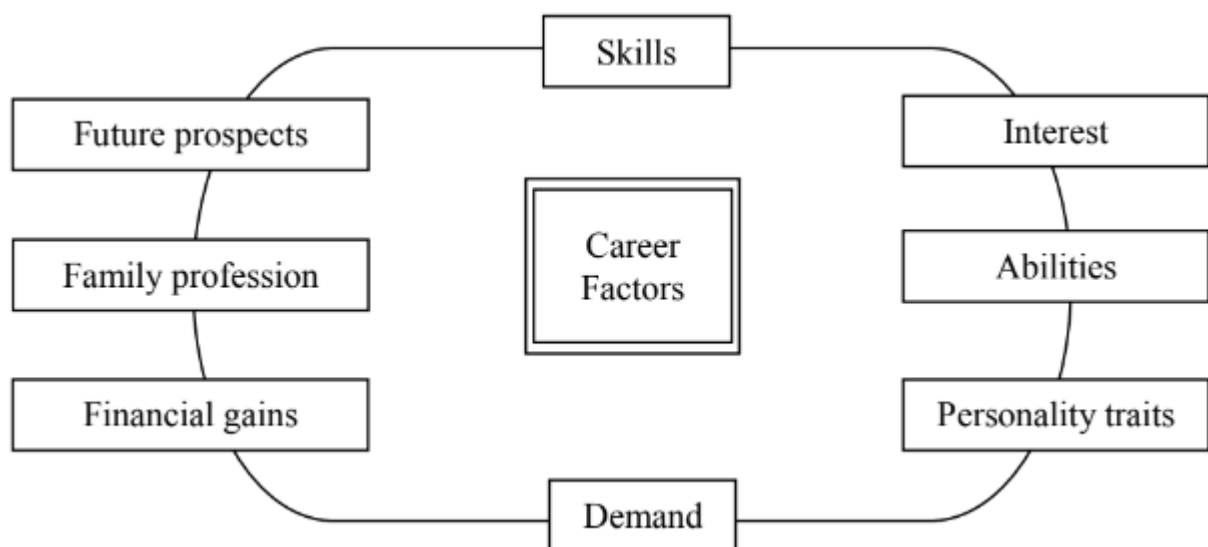 Skills
Future prospects
Interest
Career
Factors
Family profession
Abilities
Financial gains
Personality traits
Demand